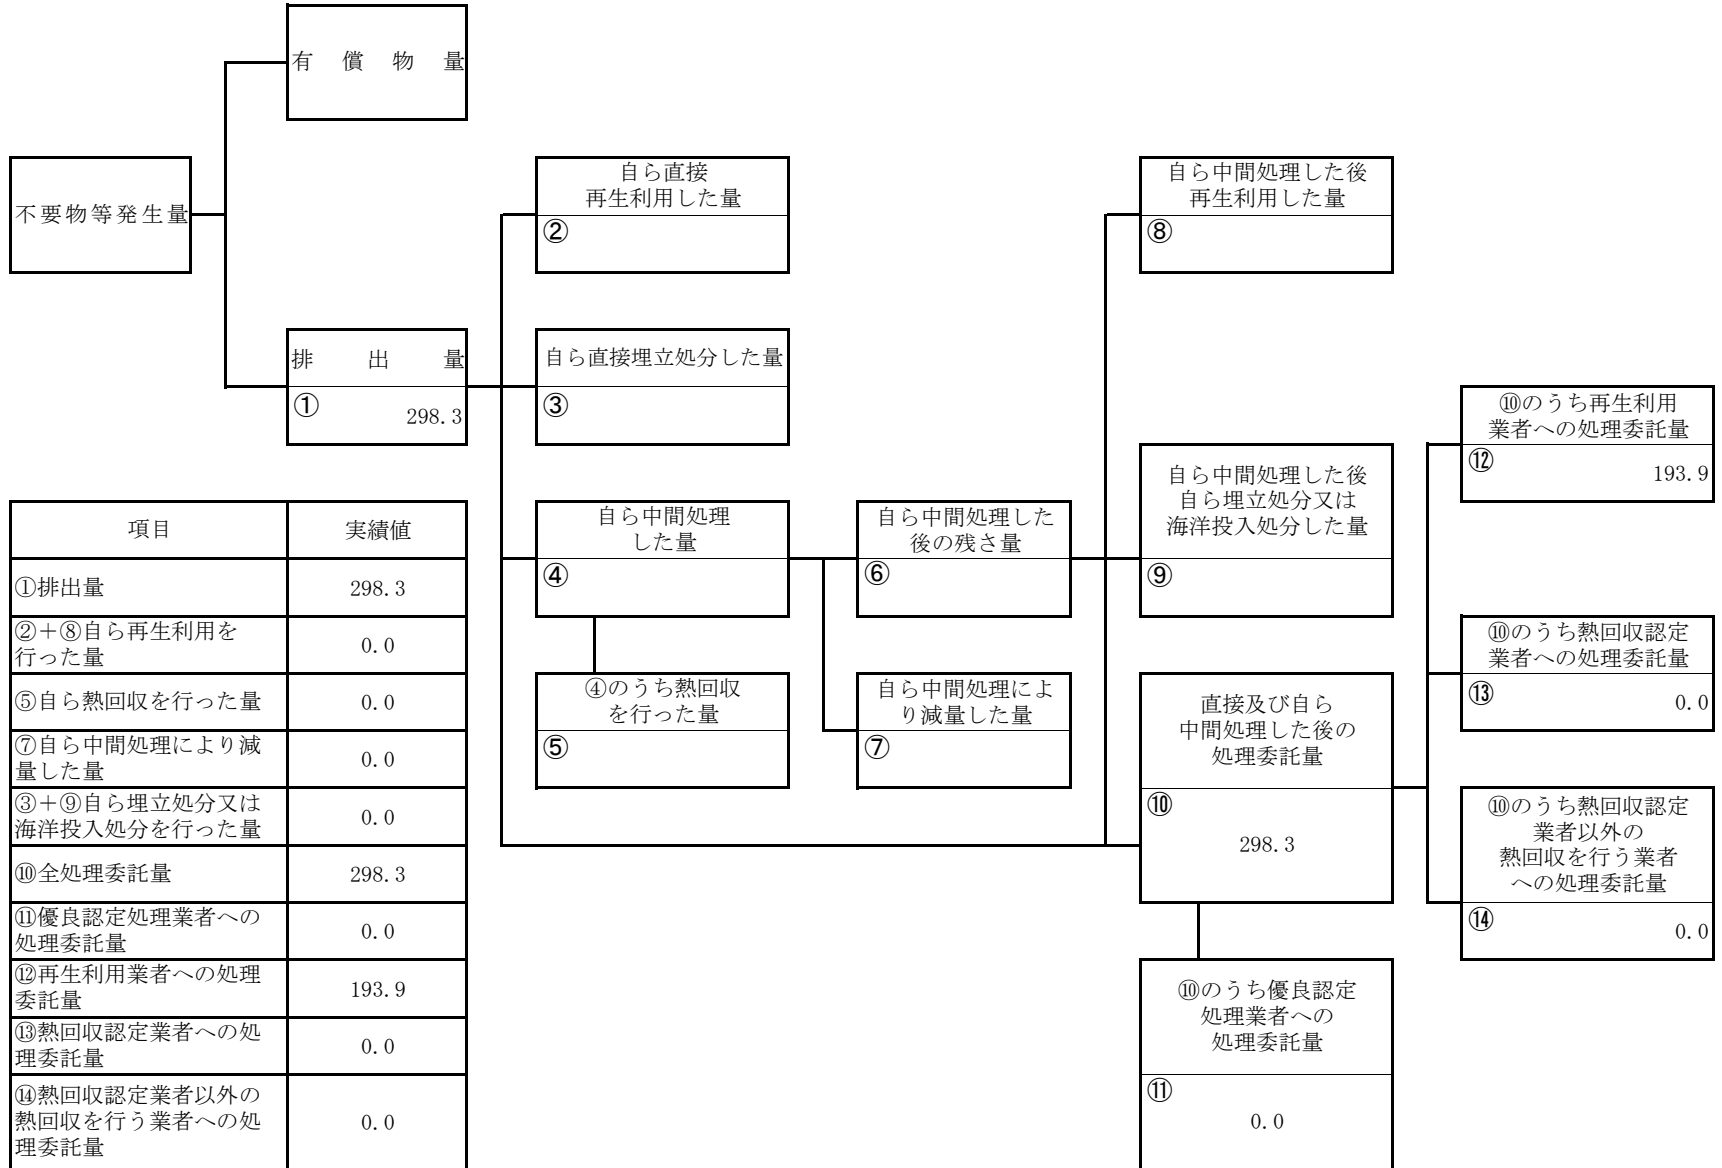 有償物量
不要物等発生量
自ら直接
再生利用した量
②
自ら中間処理した後
再生利用した量
⑧
排出量
①
298.3
自ら直接埋立処分した量
③
⑩のうち再生利用
業者への処理委託量
⑫
193.9
自ら中間処理した後
自ら埋立処分又は
海洋投入処分した量
⑨
自ら中間処理
した量
④
自ら中間処理した
後の残さ量
⑥
⑩のうち熱回収認定
業者への処理委託量
⑬
0.0
④のうち熱回収
を行った量
⑤
自ら中間処理によ
り減量した量
⑦
直接及び自ら
中間処理した後の
処理委託量
⑩
298.3
⑩のうち熱回収認定
業者以外の
熱回収を行う業者
への処理委託量
⑭
0.0
⑩のうち優良認定
処理業者への
処理委託量
⑪
0.0
項目 実績値
①排出量 298.3
②＋⑧自ら再生利用を
行った量 0.0
⑤自ら熱回収を行った量 0.0
⑦自ら中間処理により減
量した量 0.0
③＋⑨自ら埋立処分又は
海洋投入処分を行った量 0.0
⑩全処理委託量 298.3
⑪優良認定処理業者への
処理委託量 0.0
⑫再生利用業者への処理
委託量 193.9
⑬熱回収認定業者への処
理委託量 0.0
⑭熱回収認定業者以外の
熱回収を行う業者への処
理委託量 0.0